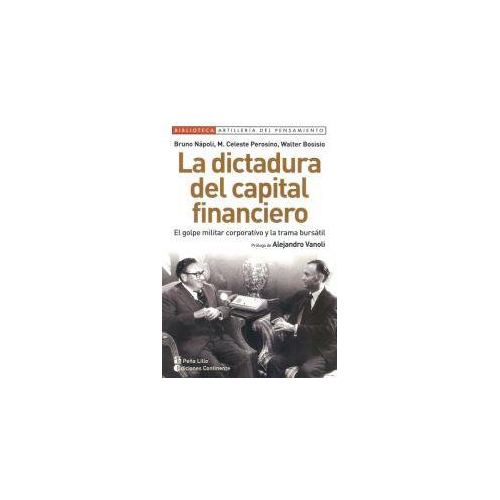 BIBLIOTECA ARTILLERÍA DEL PENSAMIENTO
Bruno Nápoli, M. Celeste Perosino, Walter Bosisio
La dictadura
del capital
financiero
El golpe militar corporativo y la trama bursátil
Prólogo de Alejandro Vanoli
Peña Lillo
Ediciones Continente